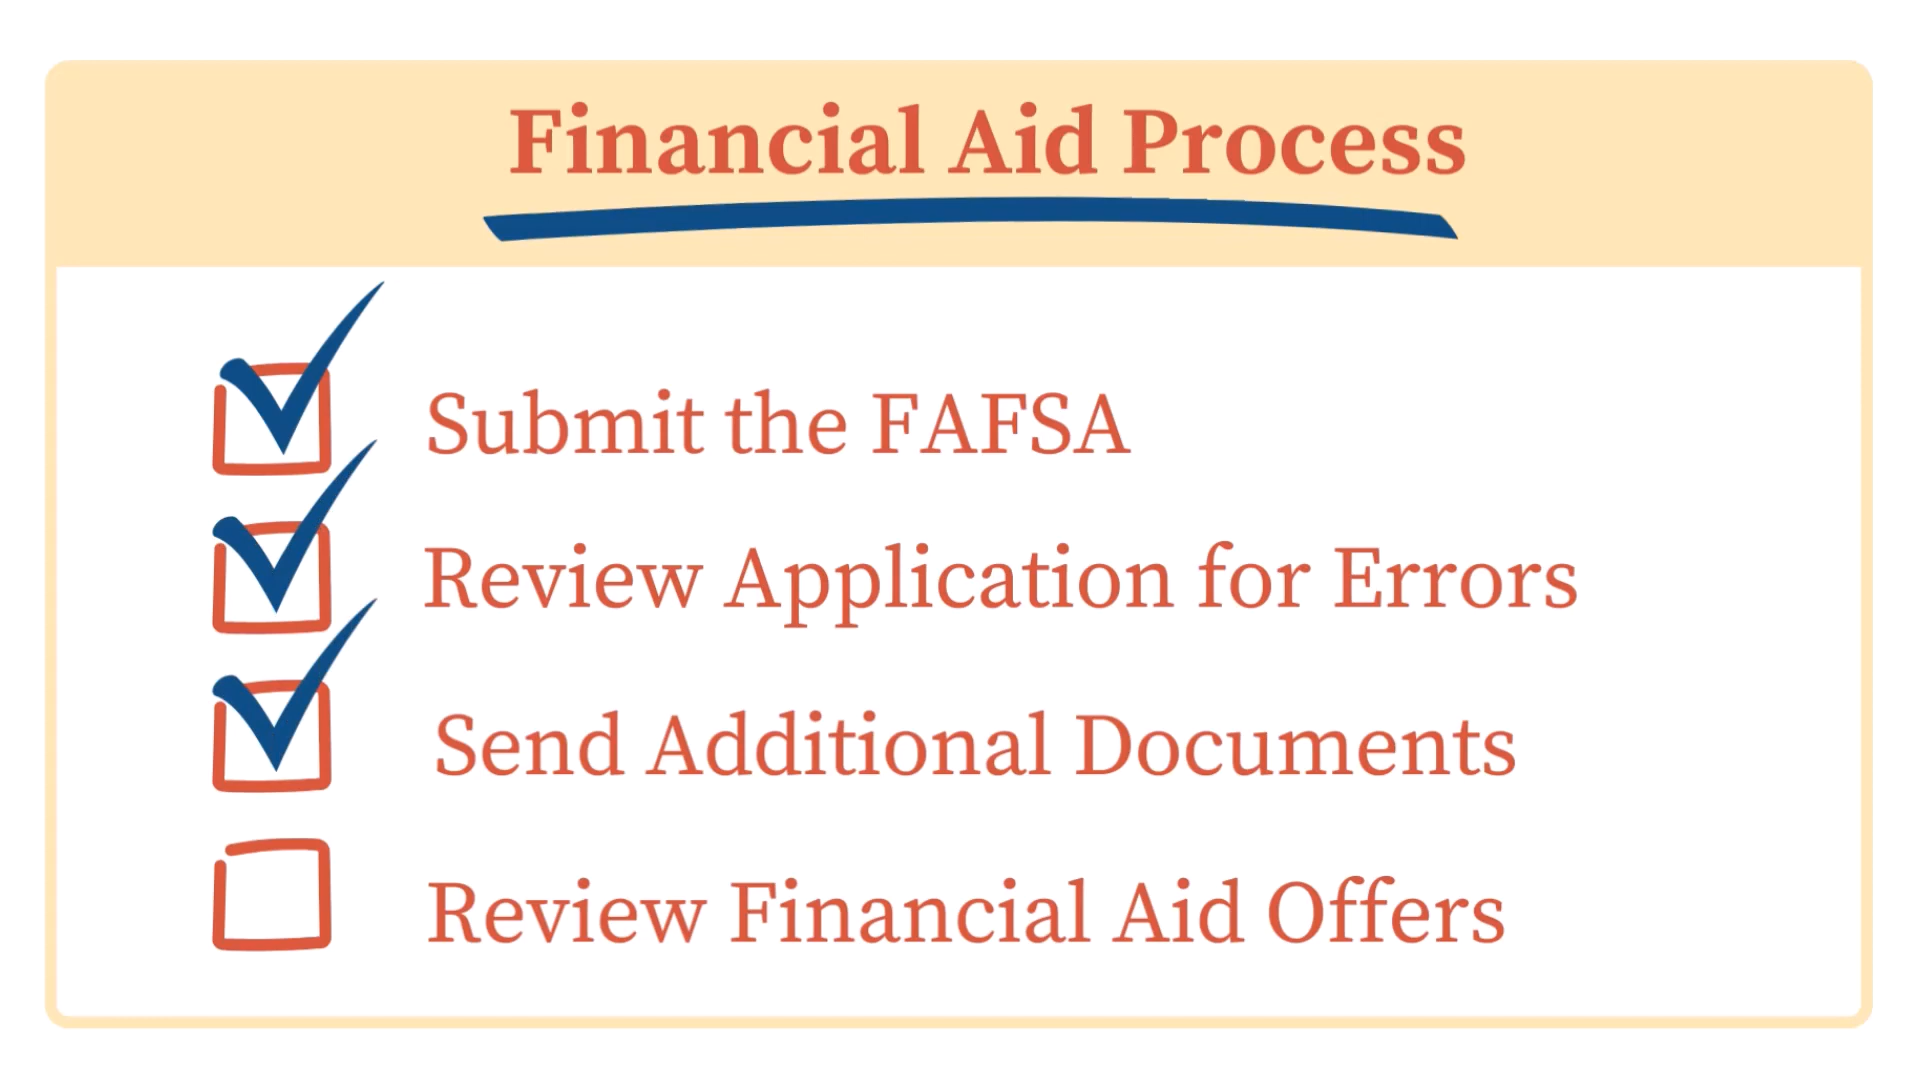 Financial Aid Process
Submit the FAFSA
Review Application for Errors
Send Additional Documents
Review Financial Aid Offers